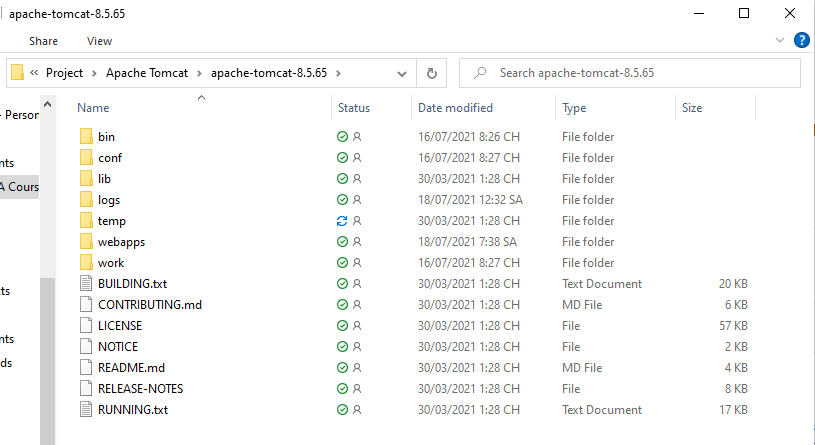 apache-tomcat-8.5.65
Share View
Project Apache Tomcat apache-tomcat-8.5.65 Search apache-tomcat-8.5.65
- Person
nts
A Cours
ts
nts
ds
Name Status Date modified Type Size
bin 16/07/2021 8:26 CH File folder
conf 16/07/2021 8:27 CH File folder
lib 30/03/2021 1:28 CH File folder
logs 18/07/2021 12:32 SA File folder
temp 30/03/2021 1:28 CH File folder
webapps 18/07/2021 7:38 SA File folder
work 16/07/2021 8:27 CH File folder
BUILDING.txt 30/03/2021 1:28 CH Text Document 20 KB
CONTRIBUTING.md 30/03/2021 1:28 CH MD File 6 KB
LICENSE 30/03/2021 1:28 CH File 57 KB
NOTICE 30/03/2021 1:28 CH File 2 KB
README.md 30/03/2021 1:28 CH MD File 4 KB
RELEASE-NOTES 30/03/2021 1:28 CH File 8 KB
RUNNING.txt 30/03/2021 1:28 CH Text Document 17 KB